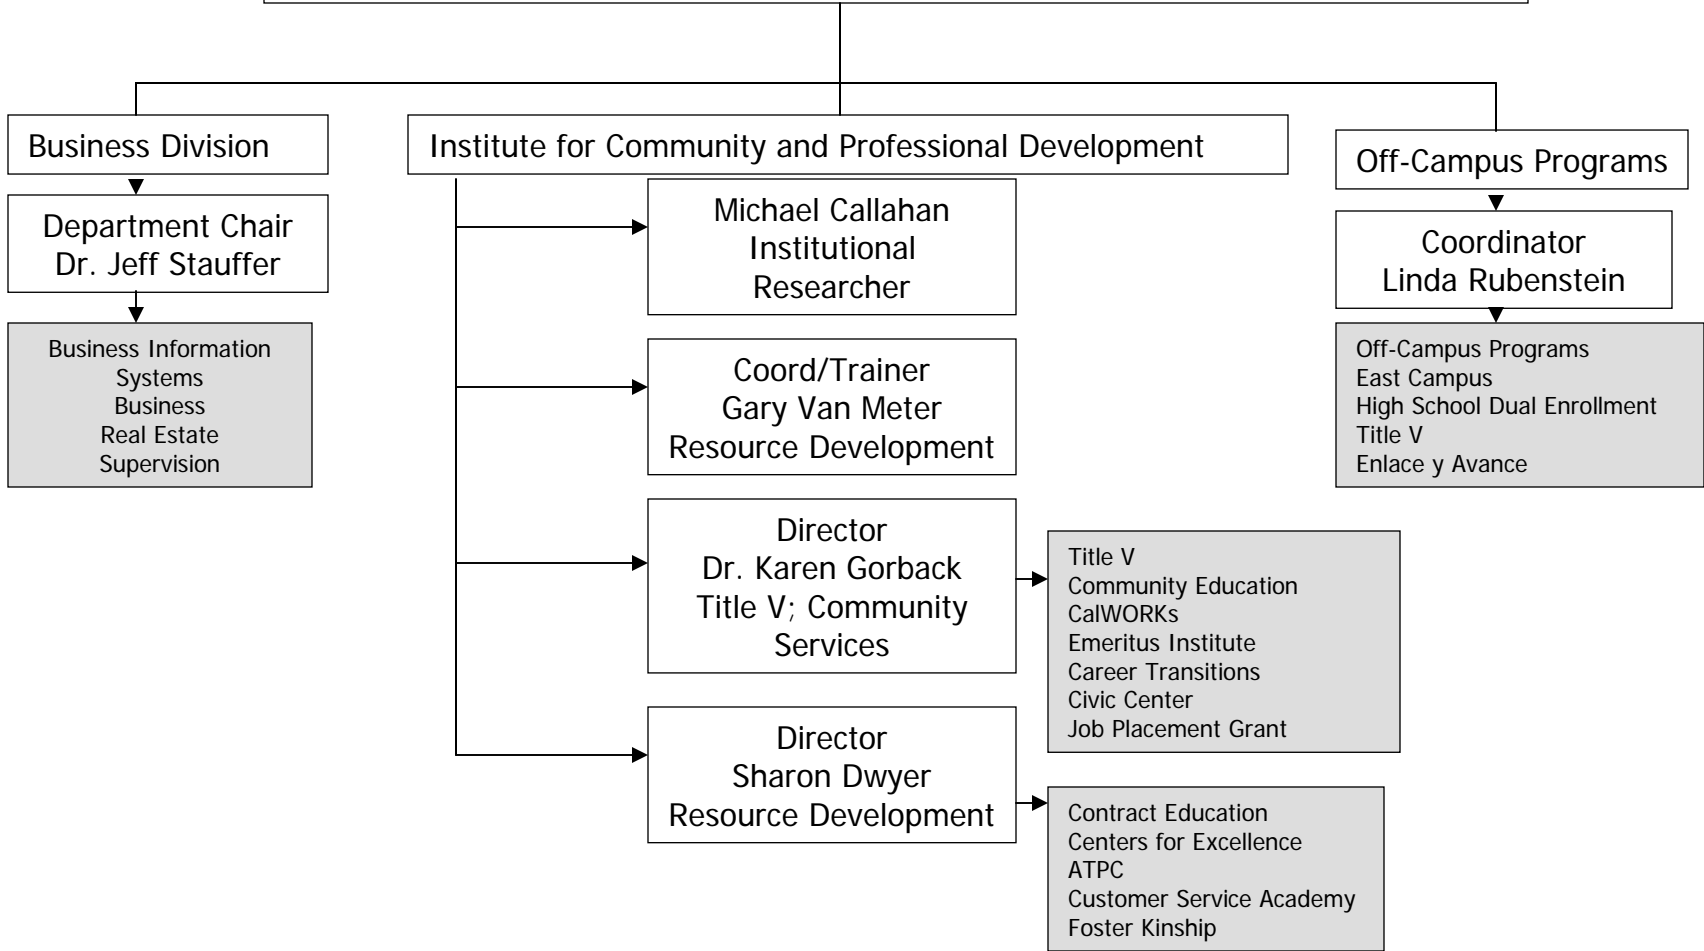 Business Division
Department Chair
Dr. Jeff Stauffer
Business Information
Systems
Business
Real Estate
Supervision
Institute for Community and Professional Development
Michael Callahan
Institutional
Researcher
Coord/Trainer
Gary Van Meter
Resource Development
Director
Dr. Karen Gorback
Title V; Community
Services
Title V
Community Education
CalWORKs
Emeritus Institute
Career Transitions
Civic Center
Job Placement Grant
Director
Sharon Dwyer
Resource Development
Contract Education
Centers for Excellence
ATPC
Customer Service Academy
Foster Kinship
Off-Campus Programs
Coordinator
Linda Rubenstein
Off-Campus Programs
East Campus
High School Dual Enrollment
Title V
Enlace y Avance